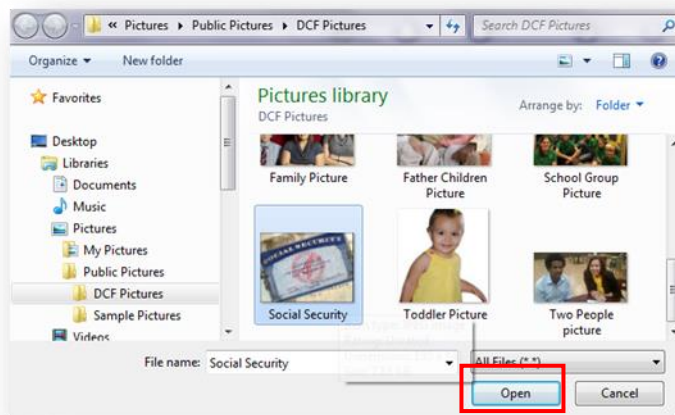 « Pictures ▸ Public Pictures ▸ DCF Pictures
Search DCF Pictures
Organize ▾ New folder
Favorites
Desktop
Libraries
Documents
Music
Pictures
My Pictures
Public Pictures
DCF Pictures
Sample Pictures
Videos
Pictures library
DCF Pictures
Arrange by: Folder ▾
Family Picture
Father Children
Picture
School Group
Picture
SOCIAL SECURITY
Social Security
Toddler Picture
Two People
picture
File name: Social Security
All Files (*.*)
Open
Cancel